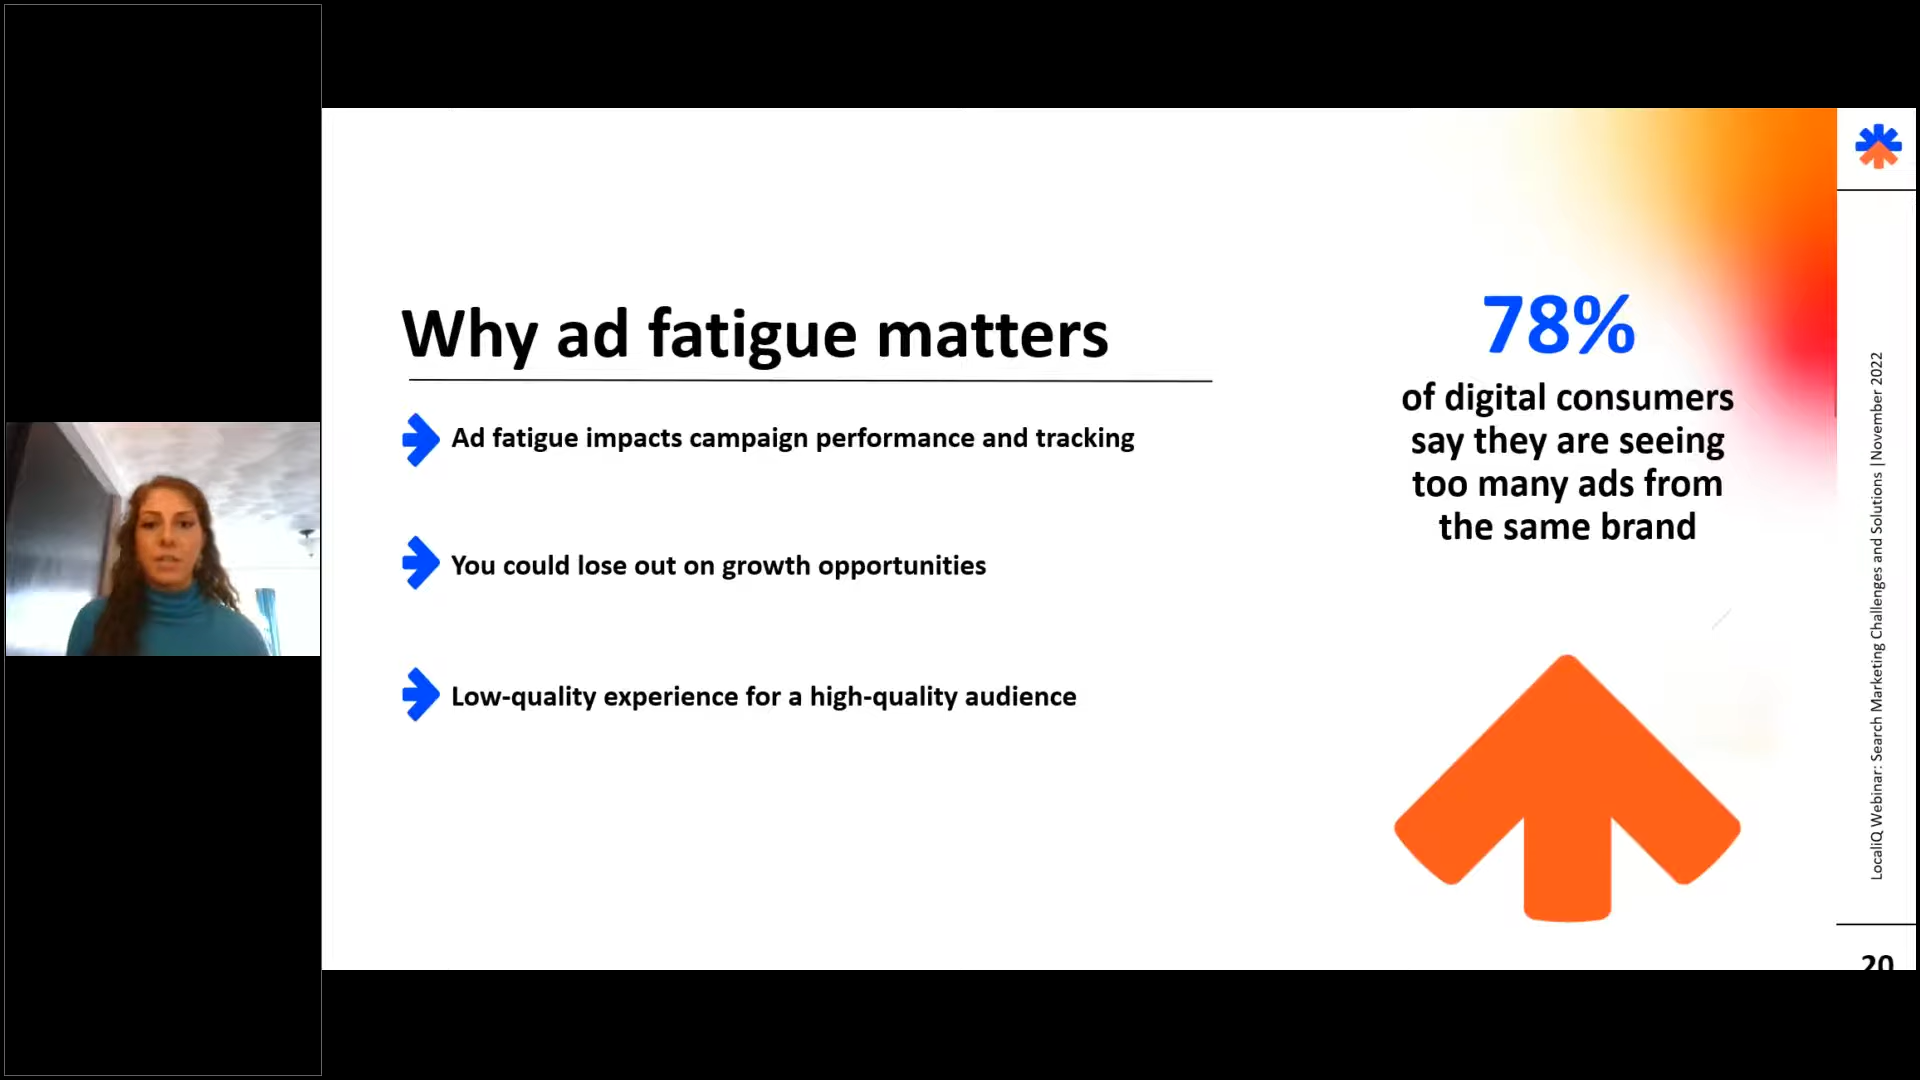 Why ad fatigue matters
Ad fatigue impacts campaign performance and tracking
You could lose out on growth opportunities
Low-quality experience for a high-quality audience
78%
of digital consumers
say they are seeing
too many ads from
the same brand
LocaliQ Webinar: Search Marketing Challenges and Solutions |November 2022
20